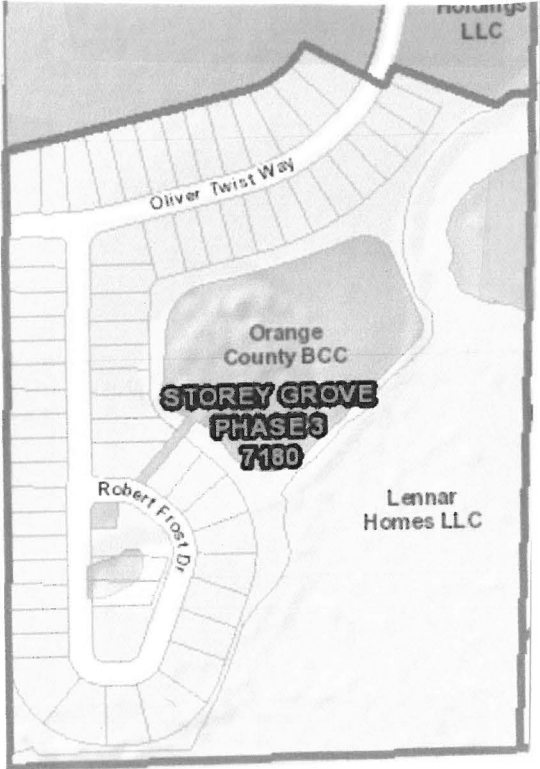 Holdings
LLC
Oliver Twist Way
Orange
County BCC
STOREY GROVE
PHASE 3
7180
Robert Frost Dr
Lennar
Homes LLC